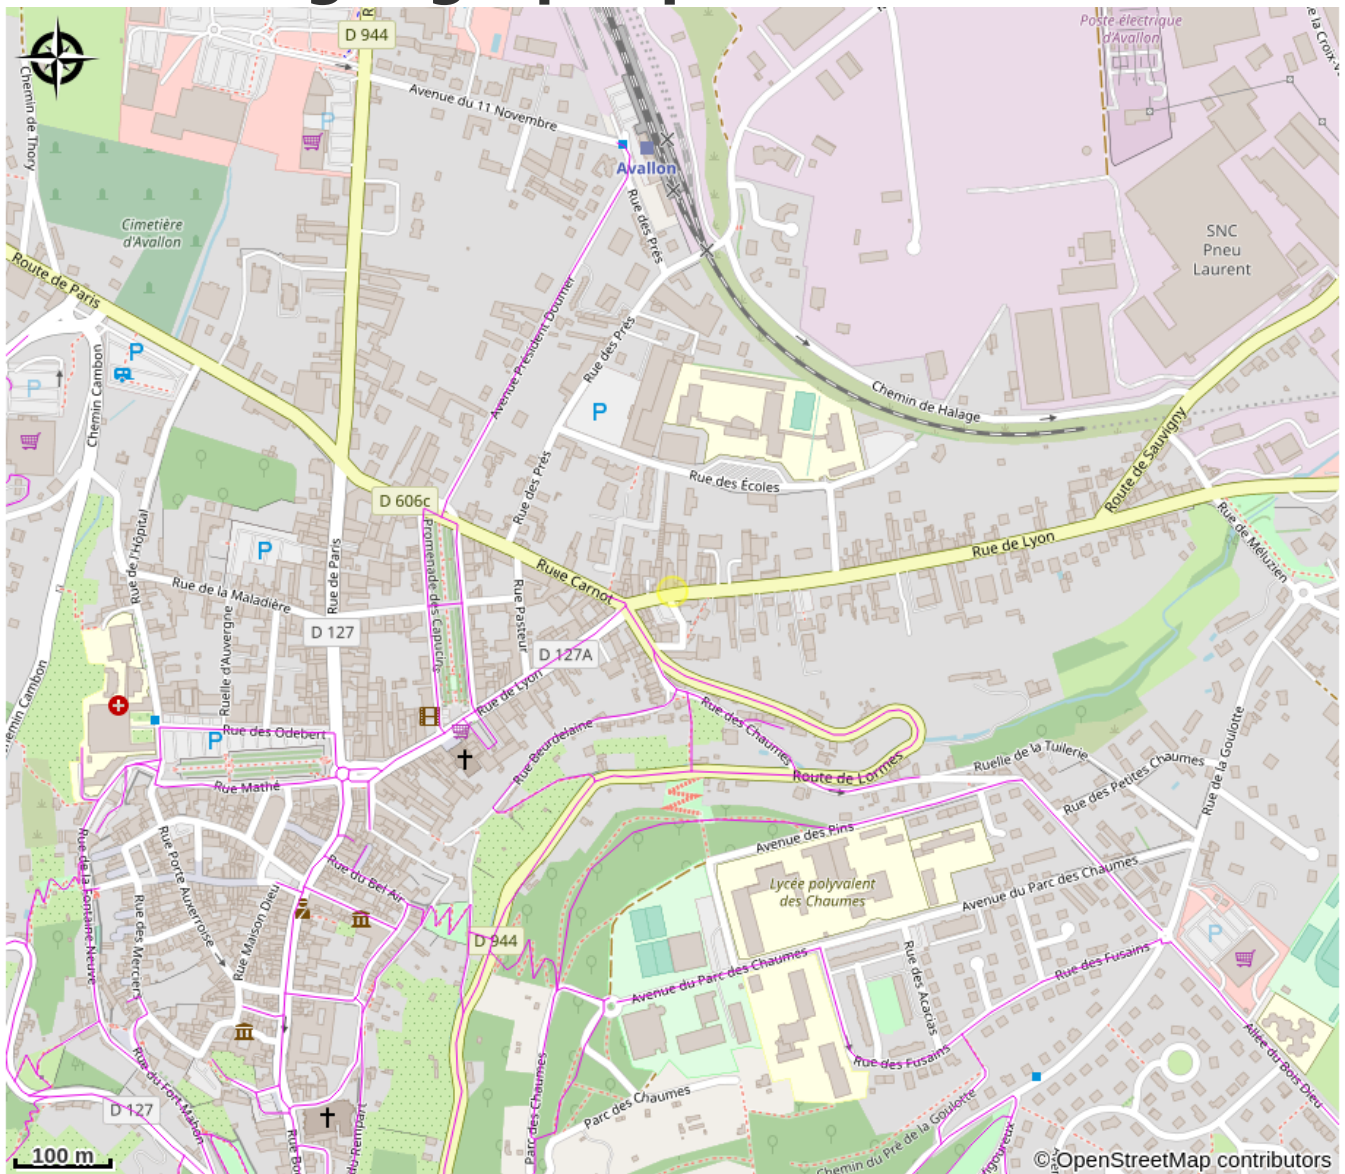 D 944
Poste électrique
d'Avallon
Chemin de Thory
Avenue du 11 Novembre
Avallon
Rue des Prés
Cimetière
d'Avallon
SNC
Pneu
Laurent
Route de Paris
Avenue Président Doumer
Rue des Prés
Chemin Cambon
Chemin de Halage
Route de Sauvigny
Rue des Prés
Rue des Écoles
D 606c
Rue de l'Hôpital
Rue de Paris
Promenade des Capucins
Rue de Lyon
Rue de Méluzien
Rue Carnot
Rue de la Maladière
Rue Pasteur
Ruelle d'Auvergne
D 127
D 127A
Rue de Lyon
Rue des Odebert
Rue des Chaumes
Rue Beurdelaine
Ruelle de la Tuilerie
Rue de la Goulotte
Route de Lormes
Rue des Petites Chaumes
Rue Mathé
Avenue des Pins
Rue de la Fontaine Neuve
Rue Porte Auxerroise
Rue du Bel Air
Lycée polyvalent
des Chaumes
Avenue du Parc des Chaumes
Rue Maison Dieu
Rue des Merciers
D 944
Avenue du Parc des Chaumes
Rue des Acacias
Rue des Fusains
Rue des Fusains
Allée du Bois Dieu
Rue du Fort Mahon
Parc des Chaumes
Parc des Chaumes
Chemin du Pré de la Goulotte
D 127
100 m
© OpenStreetMap contributors